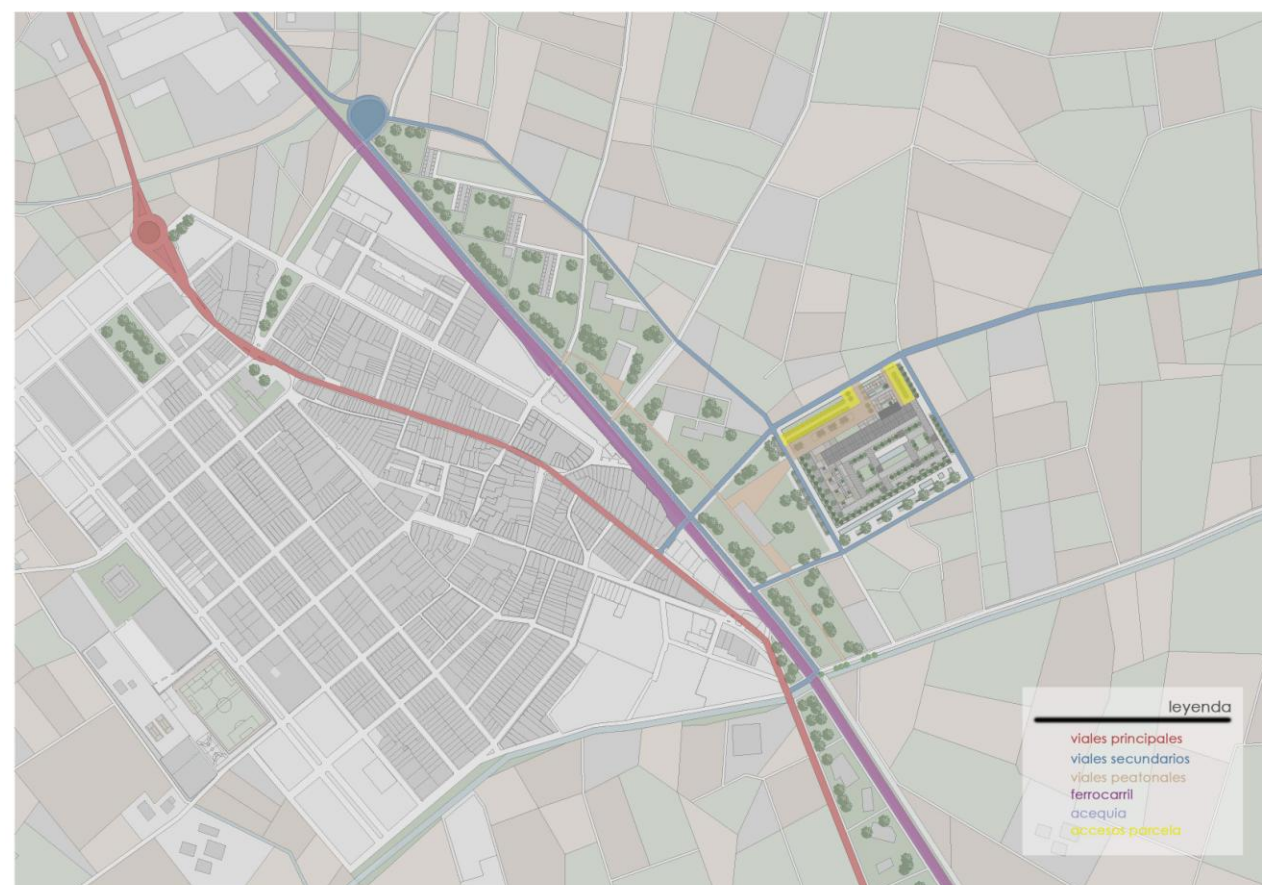 leyenda
viales principales
viales secundarios
viales peatonales
ferrocarril
acequia
accesos parcela